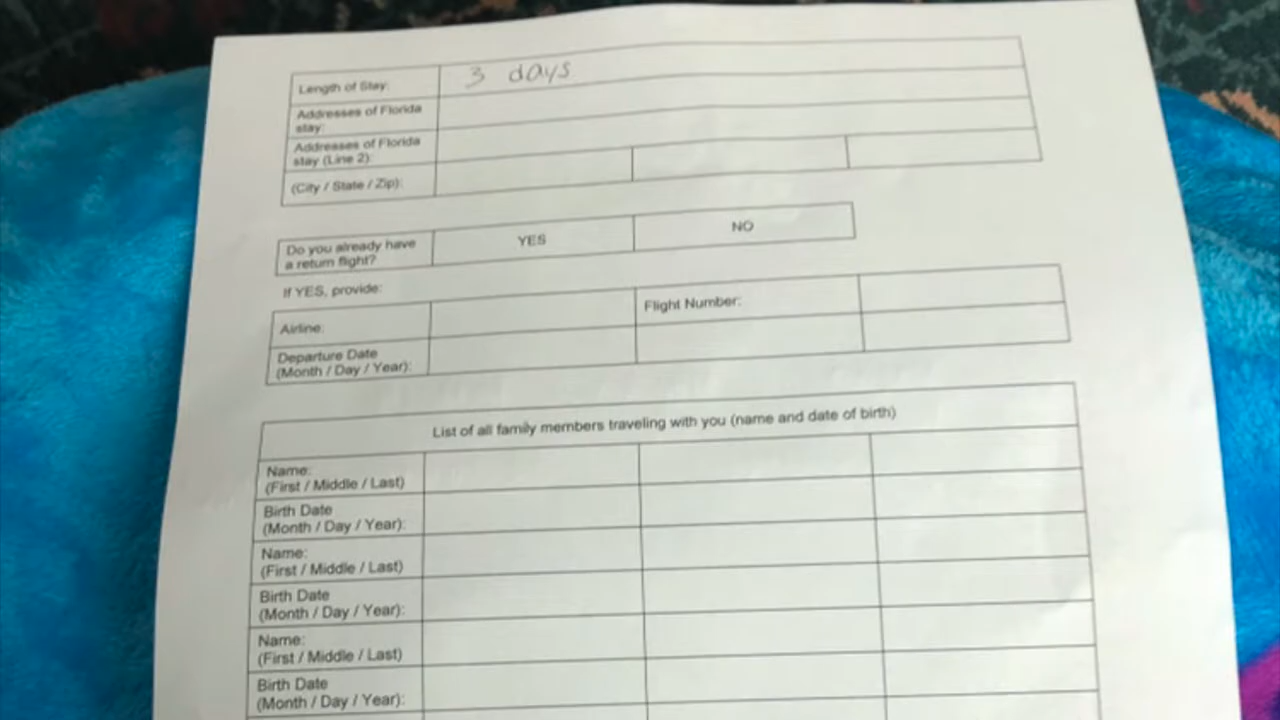 Length of Stay: 3 days
Addresses of Florida
stay:
Addresses of Florida
stay (Line 2):
(City / State / Zip):
Do you already have
a return flight?
YES
NO
If YES, provide:
Airline:
Flight Number:
Departure Date
(Month / Day / Year):
List of all family members traveling with you (name and date of birth)
Name:
(First / Middle / Last)
Birth Date
(Month / Day / Year):
Name:
(First / Middle / Last)
Birth Date
(Month / Day / Year):
Name:
(First / Middle / Last)
Birth Date
(Month / Day / Year):